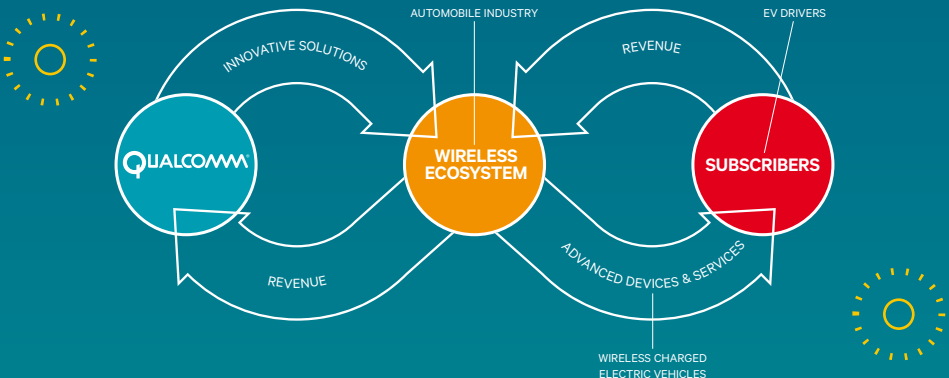 AUTOMOBILE INDUSTRY
EV DRIVERS
INNOVATIVE SOLUTIONS
REVENUE
QUALCOMM
WIRELESS
ECOSYSTEM
SUBSCRIBERS
REVENUE
ADVANCED DEVICES & SERVICES
WIRELESS CHARGED
ELECTRIC VEHICLES